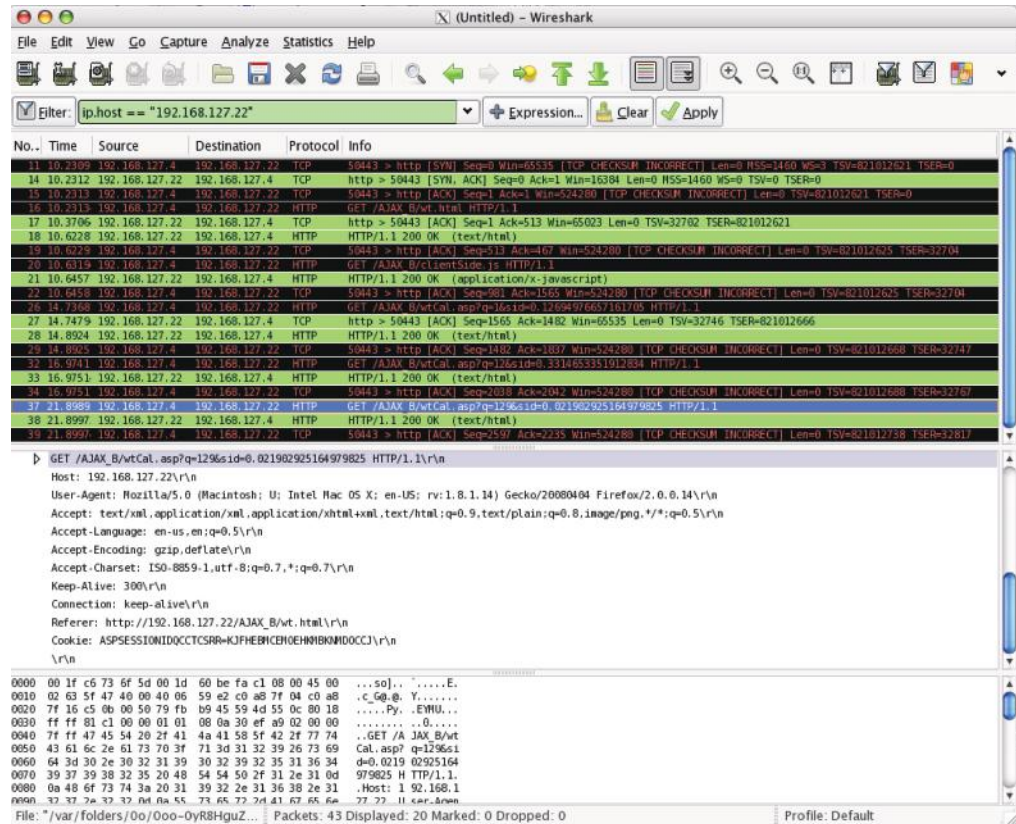 (Untitled) - Wireshark
File Edit View Go Capture Analyze Statistics Help
Filter: ip.host == "192.168.127.22" Expression... Clear Apply
No.. Time Source Destination Protocol Info
11 10.2309 192.168.127.4 192.168.127.22 TCP 50443 > http [SYN] Seq=0 Win=65535 [TCP CHECKSUM INCORRECT] Len=0 MSS=1460 WS=3 TSV=821012621 TSER=0
14 10.2312 192.168.127.22 192.168.127.4 TCP http > 50443 [SYN, ACK] Seq=0 Ack=1 Win=16384 Len=0 MSS=1460 WS=0 TSV=0 TSER=0
15 10.2313 192.168.127.4 192.168.127.22 TCP 50443 > http [ACK] Seq=1 Ack=1 Win=524280 [TCP CHECKSUM INCORRECT] Len=0 TSV=821012621 TSER=0
16 10.2313 192.168.127.4 192.168.127.22 HTTP GET /AJAX_B/wt.html HTTP/1.1
17 10.3706 192.168.127.22 192.168.127.4 TCP http > 50443 [ACK] Seq=1 Ack=513 Win=65023 Len=0 TSV=32702 TSER=821012621
18 10.6228 192.168.127.22 192.168.127.4 HTTP HTTP/1.1 200 OK (text/html)
19 10.6229 192.168.127.4 192.168.127.22 TCP 50443 > http [ACK] Seq=513 Ack=467 Win=524280 [TCP CHECKSUM INCORRECT] Len=0 TSV=821012625 TSER=32704
20 10.6319 192.168.127.4 192.168.127.22 HTTP GET /AJAX_B/clientSide.js HTTP/1.1
21 10.6457 192.168.127.22 192.168.127.4 HTTP HTTP/1.1 200 OK (application/x-javascript)
22 10.6458 192.168.127.4 192.168.127.22 TCP 50443 > http [ACK] Seq=981 Ack=1565 Win=524280 [TCP CHECKSUM INCORRECT] Len=0 TSV=821012625 TSER=32704
26 14.7368 192.168.127.4 192.168.127.22 HTTP GET /AJAX_B/wtCal.asp?q=1&sid=0.12694976657161705 HTTP/1.1
27 14.7479 192.168.127.22 192.168.127.4 TCP http > 50443 [ACK] Seq=1565 Ack=1482 Win=65535 Len=0 TSV=32746 TSER=821012666
28 14.8924 192.168.127.22 192.168.127.4 HTTP HTTP/1.1 200 OK (text/html)
29 14.8925 192.168.127.4 192.168.127.22 TCP 50443 > http [ACK] Seq=1482 Ack=1837 Win=524280 [TCP CHECKSUM INCORRECT] Len=0 TSV=821012668 TSER=32747
32 16.9741 192.168.127.4 192.168.127.22 HTTP GET /AJAX_B/wtCal.asp?q=12&sid=0.3314653351912834 HTTP/1.1
33 16.9751 192.168.127.22 192.168.127.4 HTTP HTTP/1.1 200 OK (text/html)
34 16.9751 192.168.127.4 192.168.127.22 TCP 50443 > http [ACK] Seq=2038 Ack=2042 Win=524280 [TCP CHECKSUM INCORRECT] Len=0 TSV=821012688 TSER=32767
37 21.8989 192.168.127.4 192.168.127.22 HTTP GET /AJAX_B/wtCal.asp?q=129&sid=0.021902925164979825 HTTP/1.1
38 21.8997 192.168.127.22 192.168.127.4 HTTP HTTP/1.1 200 OK (text/html)
39 21.8997 192.168.127.4 192.168.127.22 TCP 50443 > http [ACK] Seq=2597 Ack=2235 Win=524280 [TCP CHECKSUM INCORRECT] Len=0 TSV=821012738 TSER=32817
GET /AJAX_B/wtCal.asp?q=129&sid=0.021902925164979825 HTTP/1.1\r\n
Host: 192.168.127.22\r\n
User-Agent: Mozilla/5.0 (Macintosh; U; Intel Mac OS X; en-US; rv:1.8.1.14) Gecko/20080404 Firefox/2.0.0.14\r\n
Accept: text/xml,application/xml,application/xhtml+xml,text/html;q=0.9,text/plain;q=0.8,image/png,*/*;q=0.5\r\n
Accept-Language: en-us,en;q=0.5\r\n
Accept-Encoding: gzip,deflate\r\n
Accept-Charset: ISO-8859-1,utf-8;q=0.7,*;q=0.7\r\n
Keep-Alive: 300\r\n
Connection: keep-alive\r\n
Referer: http://192.168.127.22/AJAX_B/wt.html\r\n
Cookie: ASPSESSIONIDQCCTCSRR=KJFHEBMCEMOEHKMBKNMDOCCJ\r\n
\r\n
0000 00 1f c6 73 6f 5d 00 1d 60 be fa c1 08 00 45 00 ...so].. `.....E.
0010 02 63 5f 47 40 00 40 06 59 e2 c0 a8 7f 04 c0 a8 .c_G@.@. Y.......
0020 7f 16 c5 0b 00 50 79 fb b9 45 59 4d 55 0c 80 18 .....Py. .EYMU...
0030 ff ff 81 c1 00 00 01 01 08 0a 30 ef a9 02 00 00 ........ ..0.....
0040 7f ff 47 45 54 20 2f 41 4a 41 58 5f 42 2f 77 74 ..GET /A JAX_B/wt
0050 43 61 6c 2e 61 73 70 3f 71 3d 31 32 39 26 73 69 Cal.asp? q=129&si
0060 64 3d 30 2e 30 32 31 39 30 32 39 32 35 31 36 34 d=0.0219 02925164
0070 39 37 39 38 32 35 20 48 54 54 50 2f 31 2e 31 0d 979825 H TTP/1.1.
0080 0a 48 6f 73 74 3a 20 31 39 32 2e 31 36 38 2e 31 .Host: 1 92.168.1
0090 32 37 2e 32 32 0d 0a 55 73 65 72 2d 41 67 65 6e 27.22..U ser-Agen
File: "/var/folders/0o/0oo-0yR8HguZ... Packets: 43 Displayed: 20 Marked: 0 Dropped: 0 Profile: Default